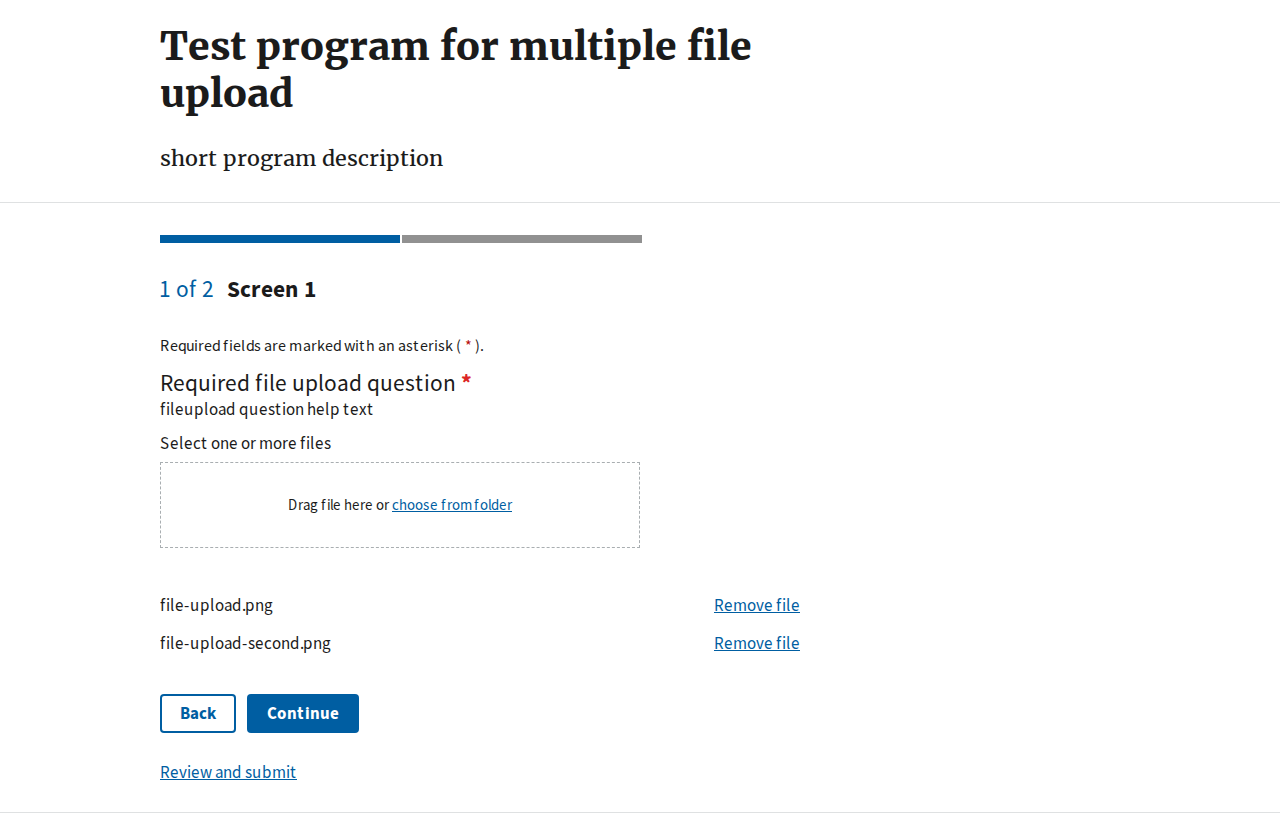 Test program for multiple file
upload
short program description
1 of 2 Screen 1
Required fields are marked with an asterisk ( * ).
Required file upload question *
fileupload question help text
Select one or more files
Drag file here or choose from folder
file-upload.png Remove file
file-upload-second.png Remove file
Back Continue
Review and submit